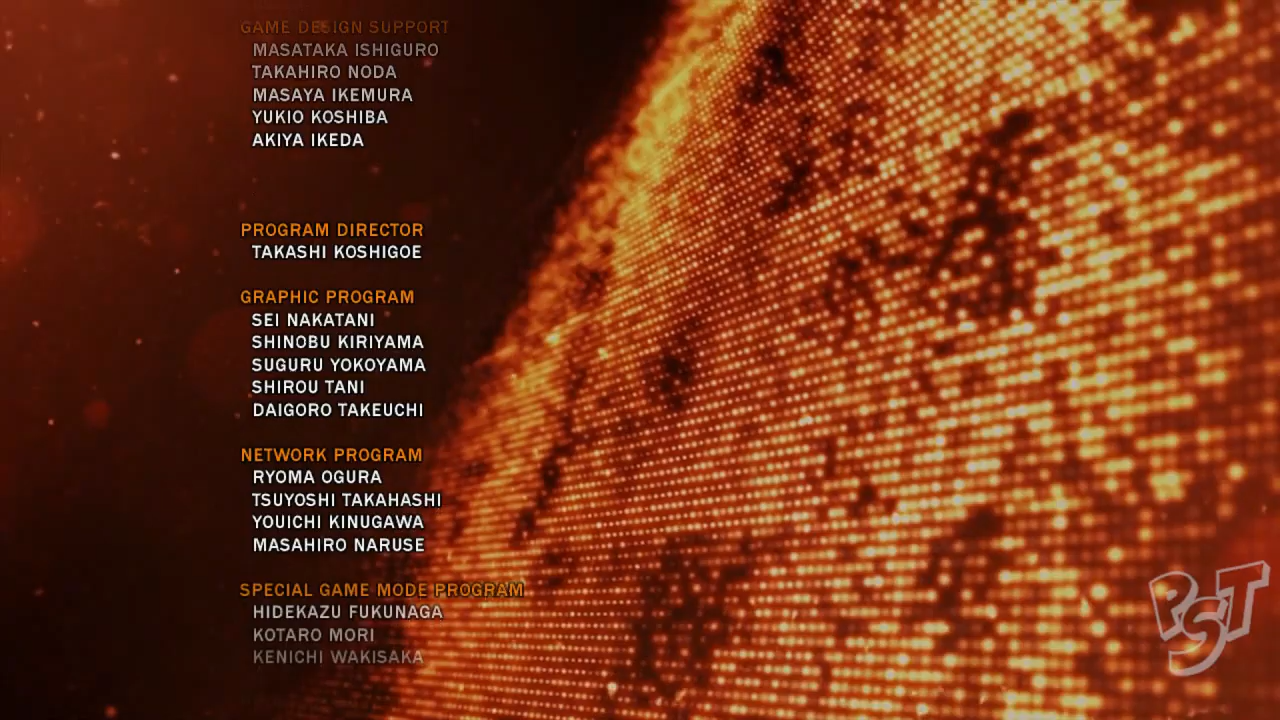 GAME DESIGN SUPPORT
MASATAKA ISHIGURO
TAKAHIRO NODA
MASAYA IKEMURA
YUKIO KOSHIBA
AKIYA IKEDA
PROGRAM DIRECTOR
TAKASHI KOSHIGOE
GRAPHIC PROGRAM
SEI NAKATANI
SHINOBU KIRIYAMA
SUGURU YOKOYAMA
SHIROU TANI
DAIGORO TAKEUCHI
NETWORK PROGRAM
RYOMA OGURA
TSUYOSHI TAKAHASHI
YOUICHI KINUGAWA
MASAHIRO NARUSE
SPECIAL GAME MODE PROGRAM
HIDEKAZU FUKUNAGA
KOTARO MORI
KENICHI WAKISAKA
PST